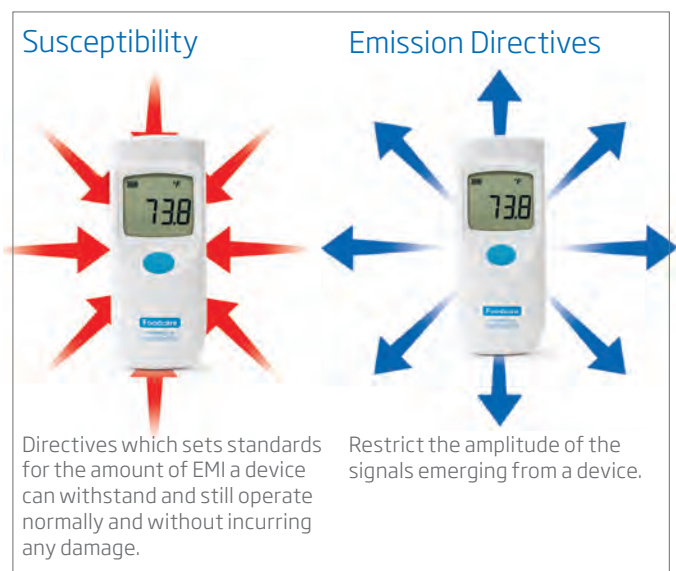 Susceptibility
Emission Directives
°F
73.8
Foodcare
°F
73.8
Foodcare
Directives which sets standards
for the amount of EMI a device
can withstand and still operate
normally and without incurring
any damage.
Restrict the amplitude of the
signals emerging from a device.